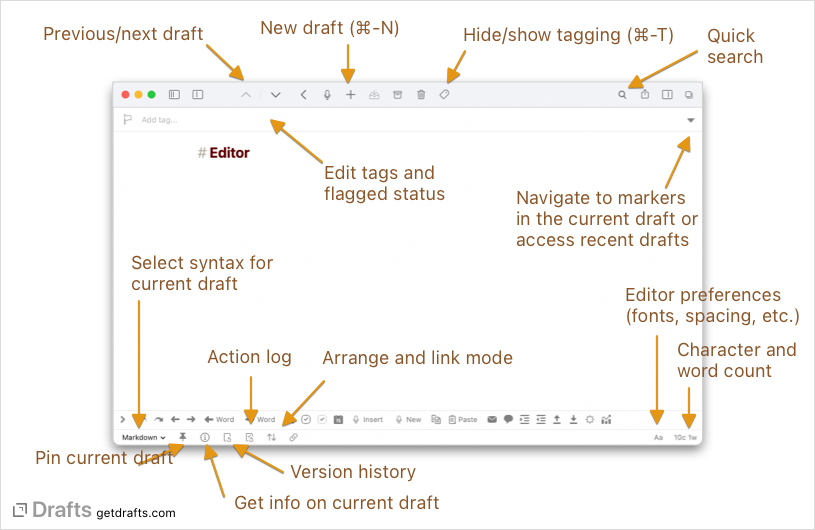 Previous/next draft
New draft (⌘-N)
Hide/show tagging (⌘-T)
Quick
search
Add tag...
# Editor
Edit tags and
flagged status
Navigate to markers
in the current draft or
access recent drafts
Select syntax for
current draft
Editor preferences
(fonts, spacing, etc.)
Action log
Arrange and link mode
Character and
word count
Word
Word
Insert
New
Paste
Markdown
Aa
10c 1w
Pin current draft
Version history
Get info on current draft
Drafts getdrafts.com